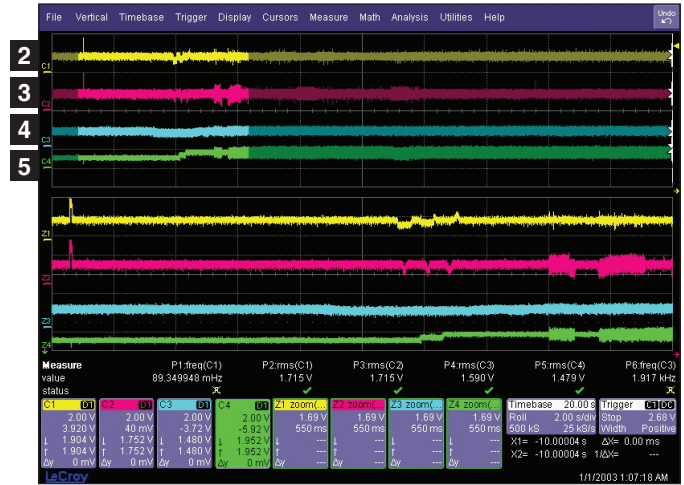 File Vertical Timebase Trigger Display Cursors Measure Math Analysis Utilities Help Undo
2
C1
3
C2
4
C3
5
C4
Z1
Z2
Z3
Z4
Measure P1:freq(C1) P2:rms(C1) P3:rms(C2) P4:rms(C3) P5:rms(C4) P6:freq(C3)
value 89.349948 mHz 1.715 V 1.715 V 1.590 V 1.479 V 1.917 kHz
status
C1 D1 C2 D1 C3 D1 C4 D1 Z1 zoom(... Z2 zoom(... Z3 zoom(... Z4 zoom(... Timebase 20.00 s Trigger C1 DC
2.00 V 2.00 V 2.00 V 2.00 V 1.69 V 1.69 V 1.69 V 1.69 V Roll 2.00 s/div Stop 2.68 V
3.920 V 40 mV -3.72 V -5.92 V 550 ms 550 ms 550 ms 550 ms 500 kS 25 kS/s Width Positive
↓ 1.904 V ↓ 1.752 V ↓ 1.480 V ↓ 1.952 V ↓ --- ↓ --- ↓ --- ↓ --- X1= -10.00004 s ΔX= 0.00 ms
↑ 1.904 V ↑ 1.752 V ↑ 1.480 V ↑ 1.952 V ↑ --- ↑ --- ↑ --- ↑ --- X2= -10.00004 s 1/ΔX= ---
Δy 0 mV Δy 0 mV Δy 0 mV Δy 0 mV Δy --- Δy --- Δy --- Δy ---
LeCroy 1/1/2003 1:07:18 AM